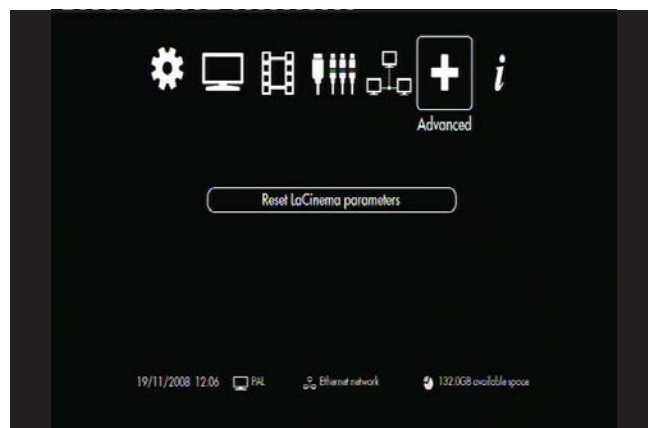 Advanced
Reset LaCinema parameters
19/11/2008 12:06 PAL Ethernet network 132.0GB available space